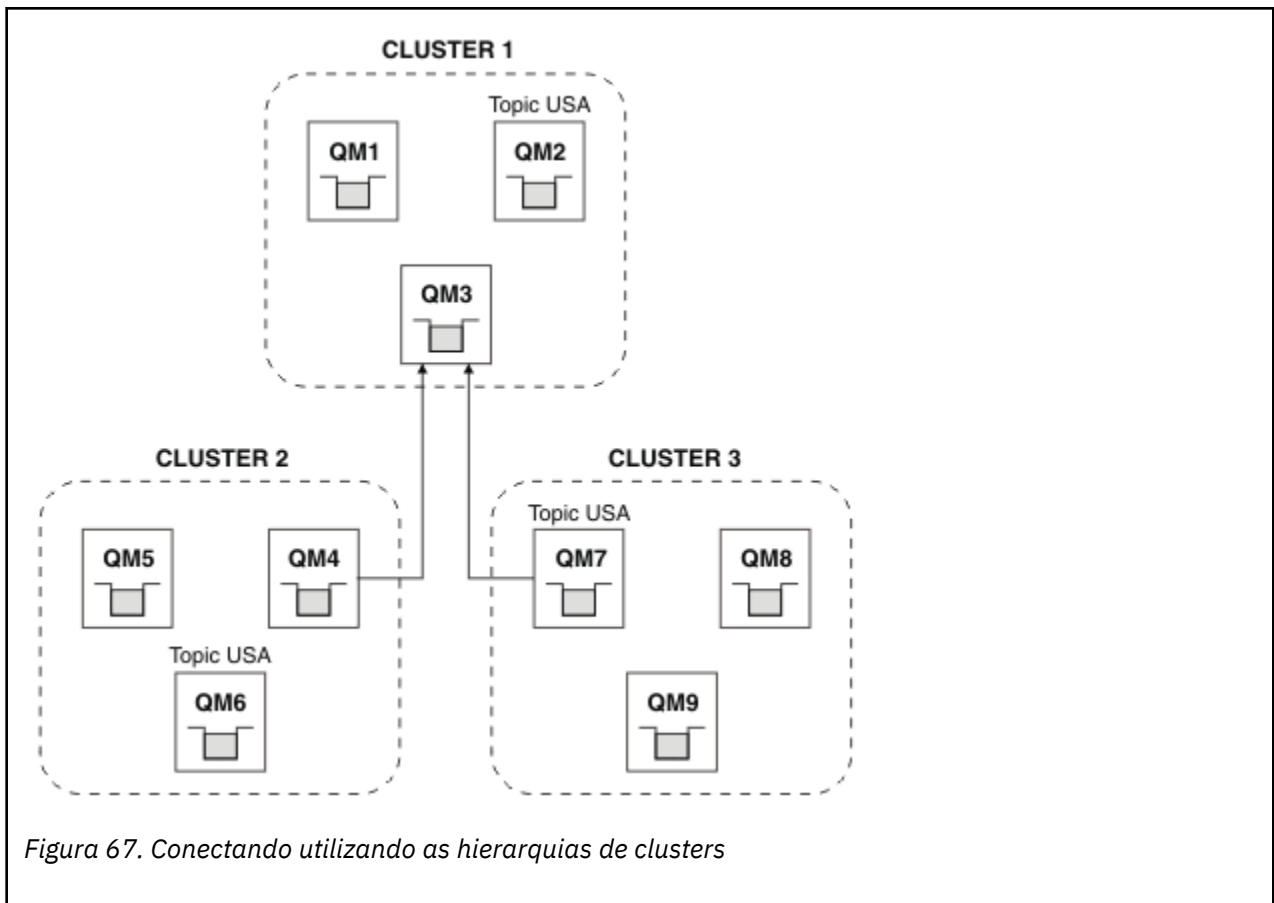 CLUSTER 1
Topic USA
QM1
QM2
QM3
CLUSTER 2
CLUSTER 3
Topic USA
QM5
QM4
QM7
QM8
Topic USA
QM6
QM9
Figura 67. Conectando utilizando as hierarquias de clusters